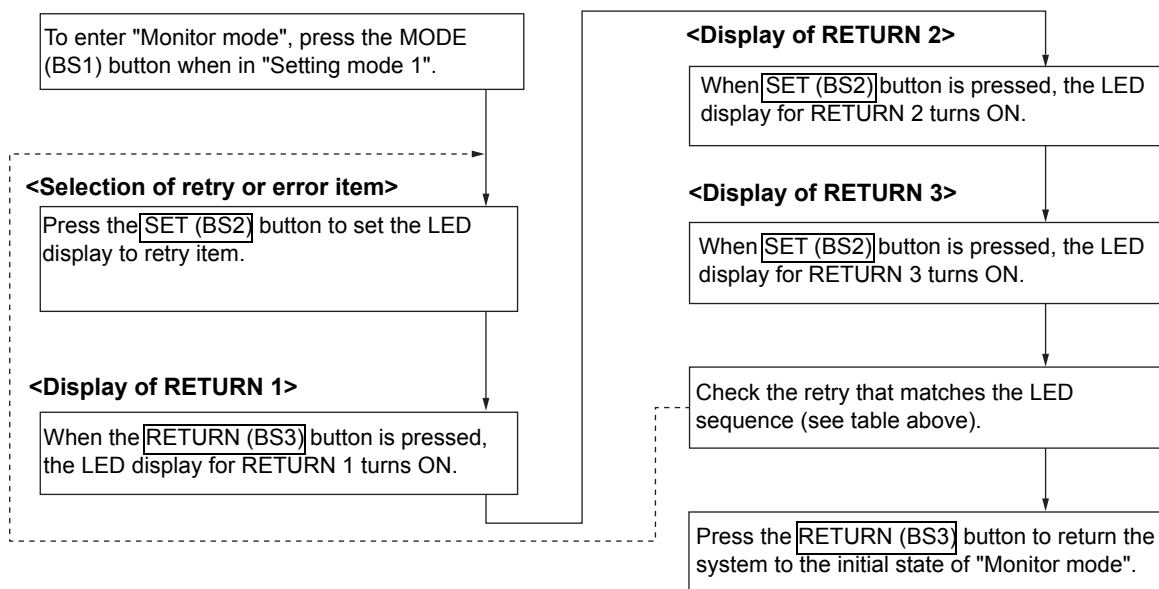 To enter "Monitor mode", press the MODE
(BS1) button when in "Setting mode 1".
<Selection of retry or error item>
Press the SET (BS2) button to set the LED
display to retry item.
<Display of RETURN 1>
When the RETURN (BS3) button is pressed,
the LED display for RETURN 1 turns ON.
<Display of RETURN 2>
When SET (BS2) button is pressed, the LED
display for RETURN 2 turns ON.
<Display of RETURN 3>
When SET (BS2) button is pressed, the LED
display for RETURN 3 turns ON.
Check the retry that matches the LED
sequence (see table above).
Press the RETURN (BS3) button to return the
system to the initial state of "Monitor mode".